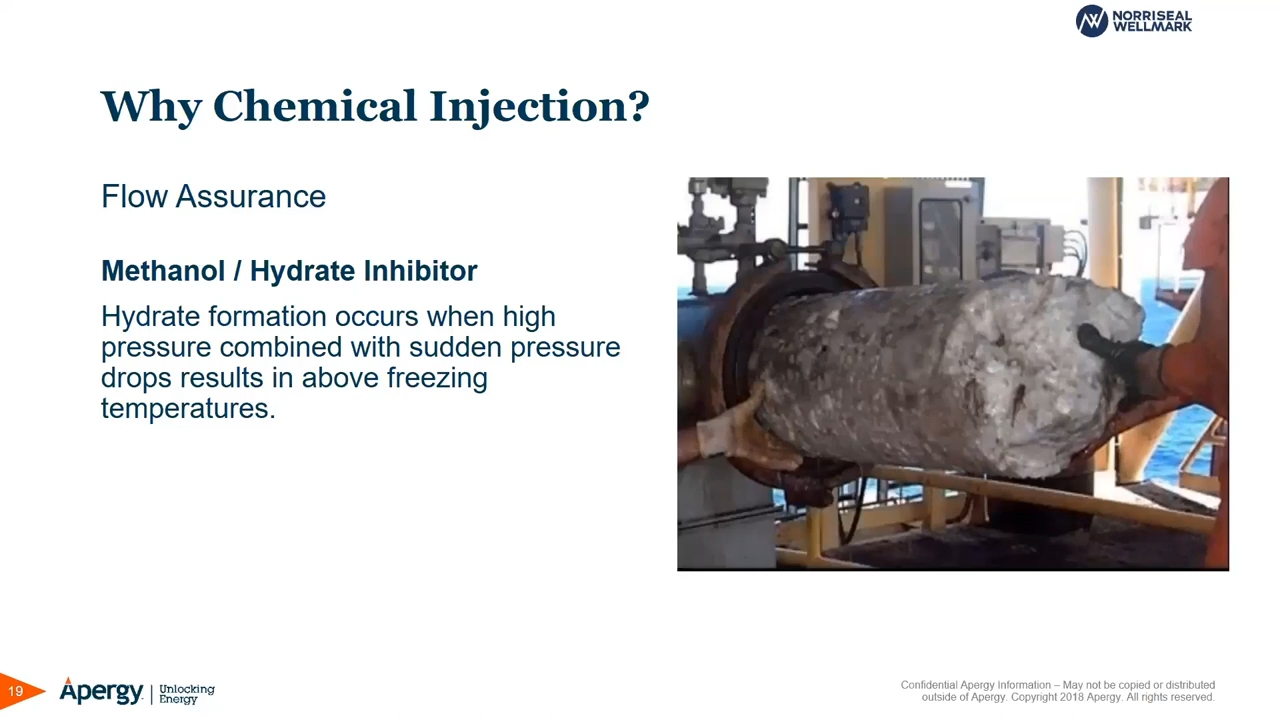 NORRISEAL
WELLMARK
Why Chemical Injection?
Flow Assurance
Methanol / Hydrate Inhibitor
Hydrate formation occurs when high
pressure combined with sudden pressure
drops results in above freezing
temperatures.
19
Apergy
Unlocking
Energy
Confidential Apergy Information – May not be copied or distributed
outside of Apergy. Copyright 2018 Apergy. All rights reserved.